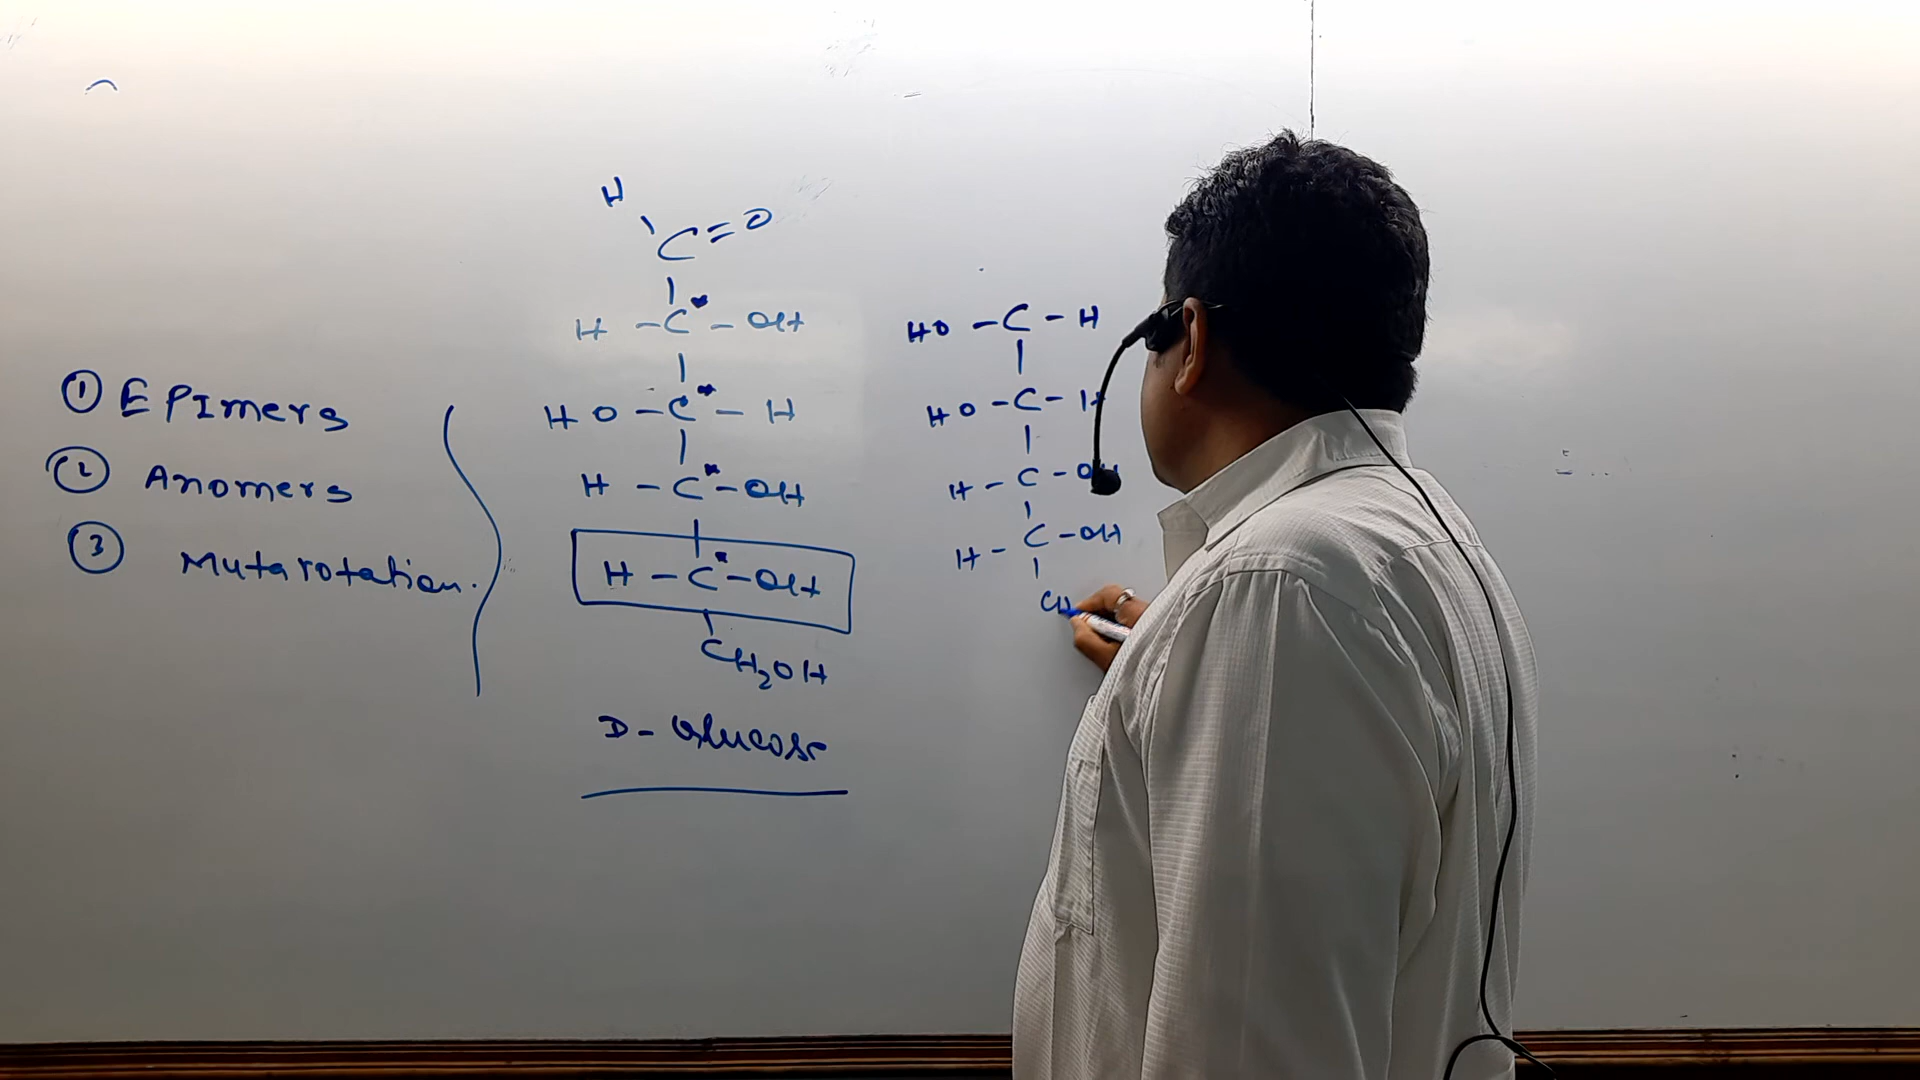 ① EPImers
② Anomers
③ Mutarotation.
H
C=O
H - C* - OH
HO - C* - H
H - C* - OH
H - C* - OH
CH₂OH
D- Glucose
HO - C - H
HO - C - H
H - C - OH
H - C - OH
CH